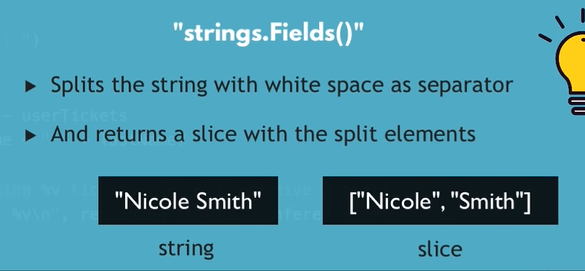 "strings.Fields()"
Splits the string with white space as separator
userTickets
And returns a slice with the split elements
"Nicole Smith" ["Nicole", "Smith"]
string slice